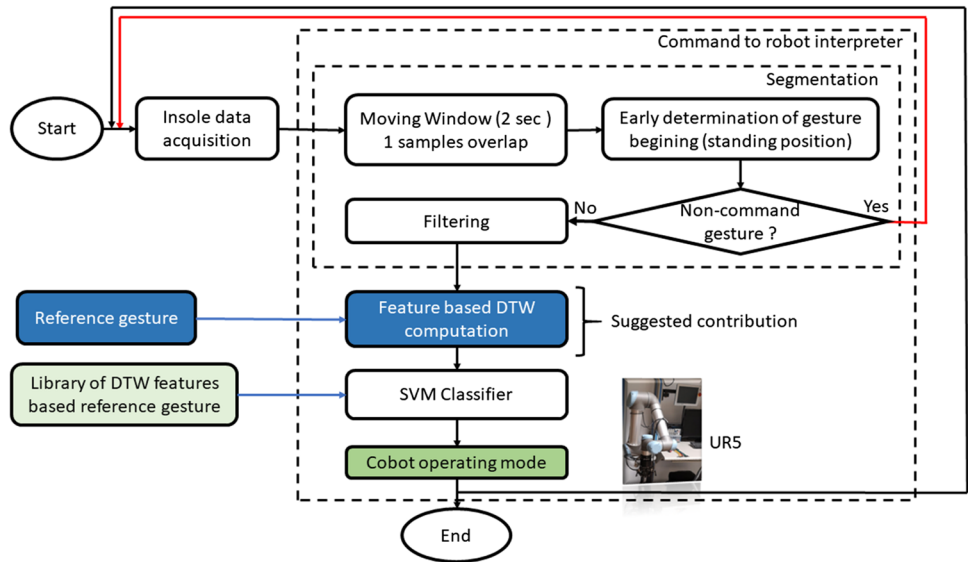 Command to robot interpreter
Segmentation
Start
Insole data
acquisition
Moving Window (2 sec )
1 samples overlap
Early determination of gesture
begining (standing position)
No
Non-command
gesture ?
Yes
Filtering
Reference gesture
Feature based DTW
computation
Suggested contribution
Library of DTW features
based reference gesture
SVM Classifier
UR5
Cobot operating mode
End